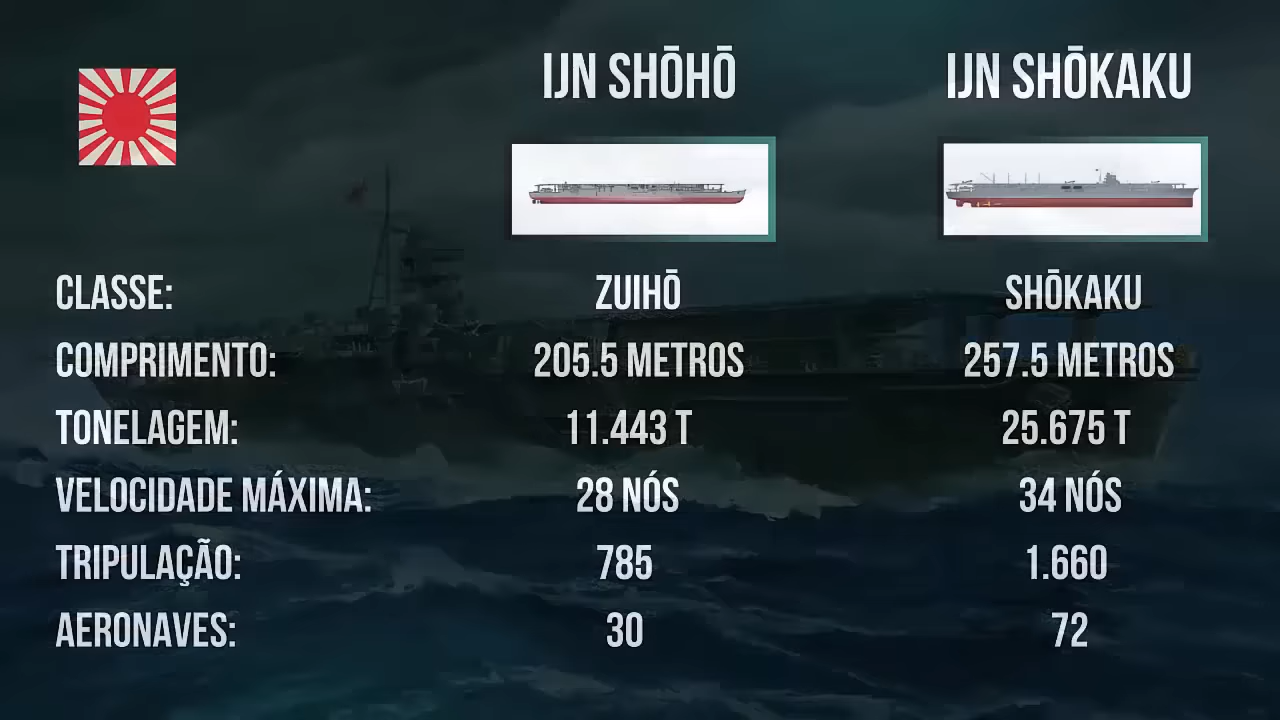 IJN SHŌHŌ IJN SHŌKAKU
CLASSE: ZUIHŌ SHŌKAKU
COMPRIMENTO: 205.5 METROS 257.5 METROS
TONELAGEM: 11.443 T 25.675 T
VELOCIDADE MÁXIMA: 28 NÓS 34 NÓS
TRIPULAÇÃO: 785 1.660
AERONAVES: 30 72